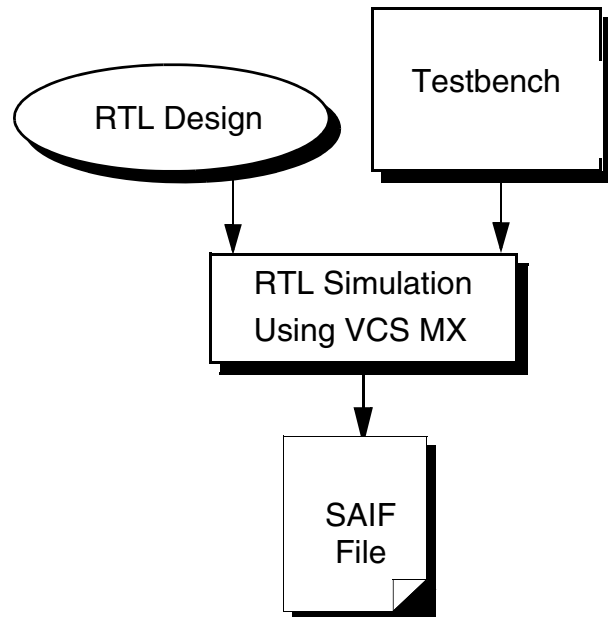 RTL Design
Testbench
RTL Simulation
Using VCS MX
SAIF
File